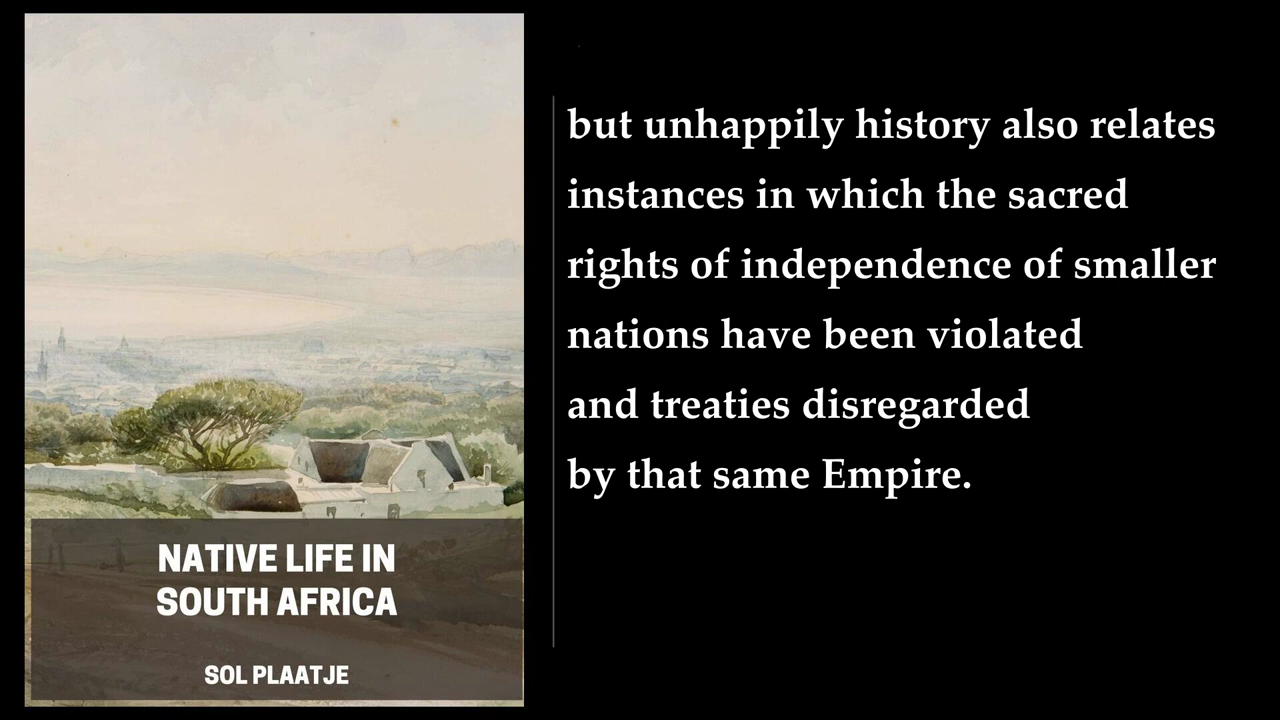 NATIVE LIFE IN
SOUTH AFRICA
SOL PLAATJE
but unhappily history also relates
instances in which the sacred
rights of independence of smaller
nations have been violated
and treaties disregarded
by that same Empire.